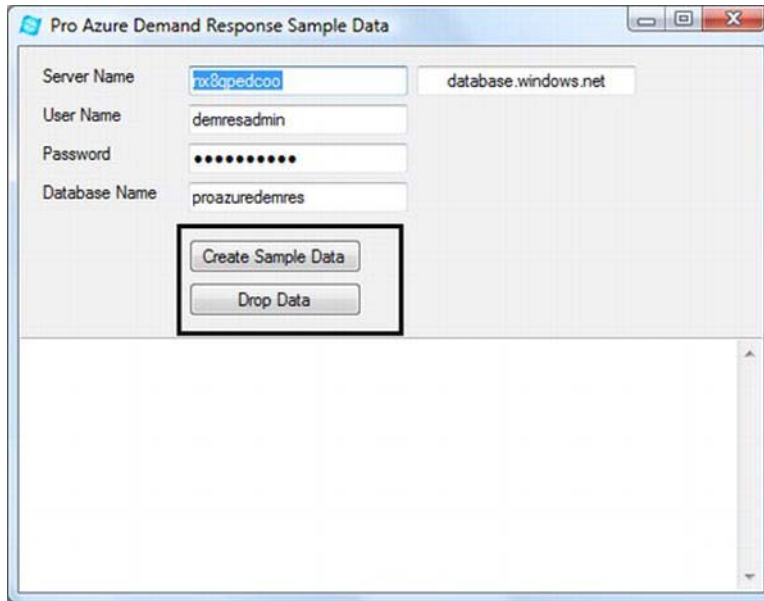 Pro Azure Demand Response Sample Data
Server Name nx8qpedcoo database.windows.net
User Name demresadmin
Password ●●●●●●●●●●
Database Name proazuredemres
Create Sample Data
Drop Data